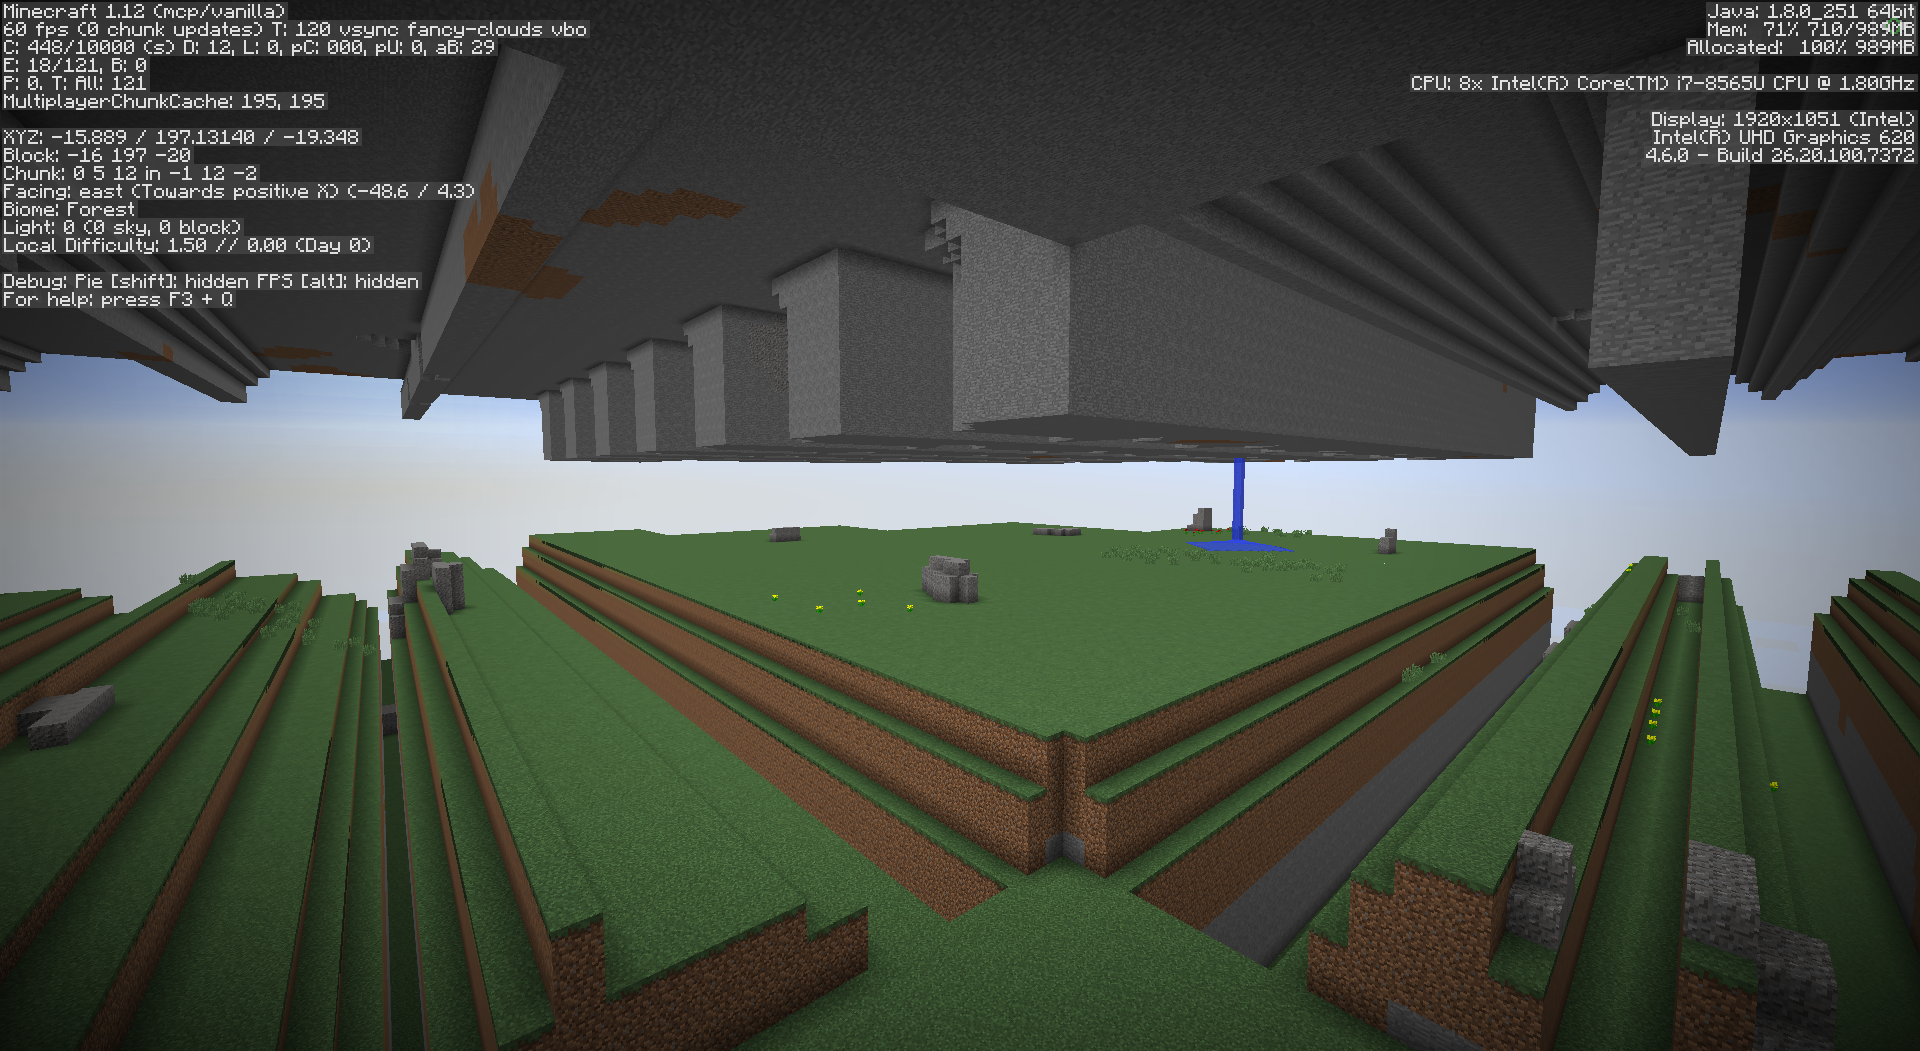 Minecraft 1.12 (mcp/vanilla)
60 fps (0 chunk updates) T: 120 vsync fancy-clouds vbo
C: 448/10000 (s) D: 12, L: 0, pC: 000, pU: 0, aB: 29
E: 18/121, B: 0
P: 0. T: All: 121
MultiplayerChunkCache: 195, 195
XYZ: -15.889 / 197.13140 / -19.348
Block: -16 197 -20
Chunk: 0 5 12 in -1 12 -2
Facing: east (Towards positive X) (-48.6 / 4.3)
Biome: Forest
Light: 0 (0 sky, 0 block)
Local Difficulty: 1.50 // 0.00 (Day 0)
Debug: Pie [shift]: hidden FPS [alt]: hidden
For help: press F3 + Q
Java: 1.8.0_251 64bit
Mem: 71% 710/989MB
Allocated: 100% 989MB
CPU: 8x Intel(R) Core(TM) i7-8565U CPU @ 1.80GHz
Display: 1920x1051 (Intel)
Intel(R) UHD Graphics 620
4.6.0 - Build 26.20.100.7372